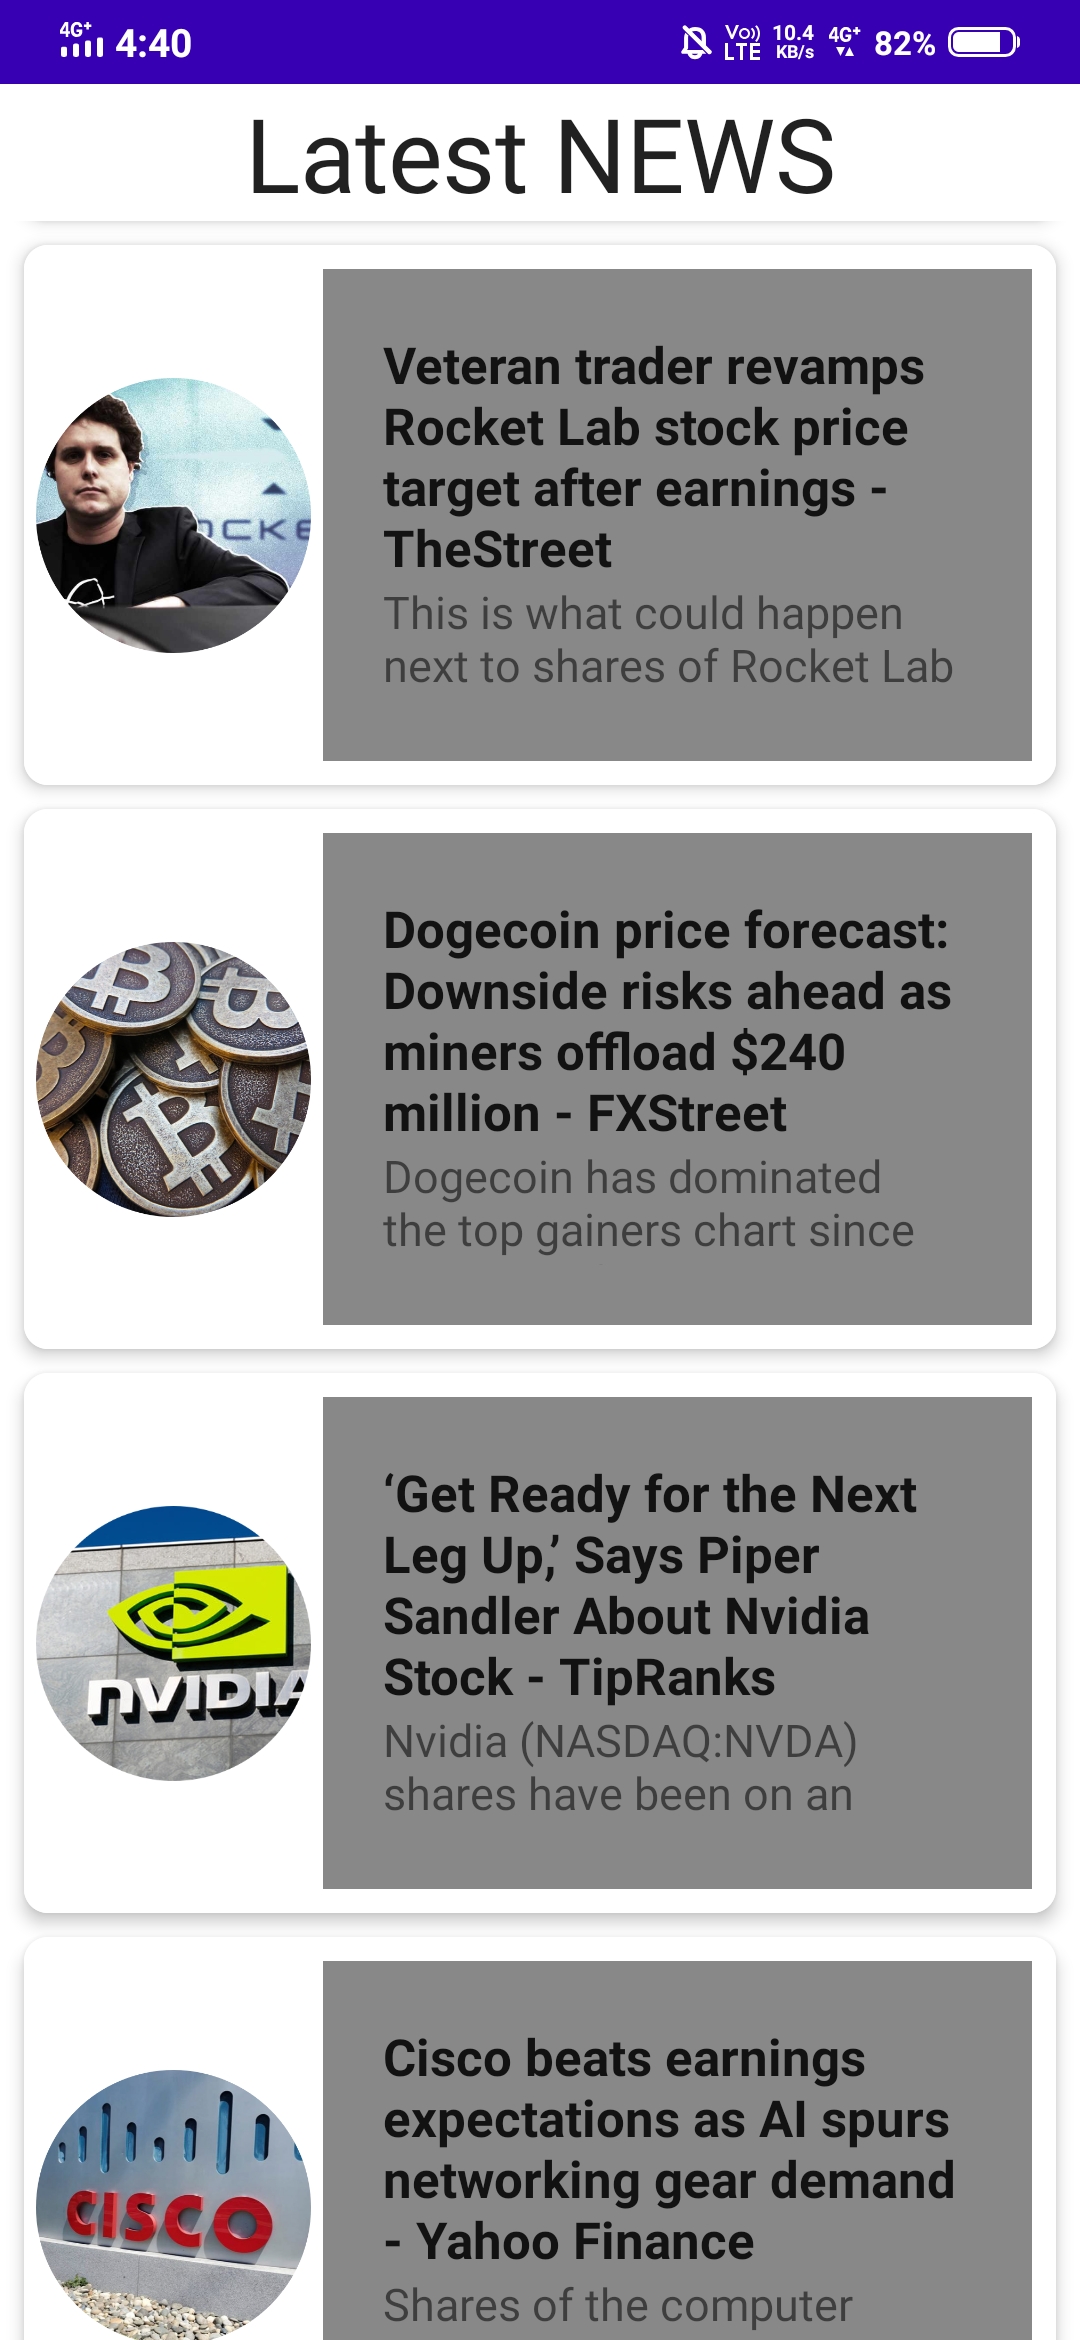 4G+ 4:40 Vo)) LTE 10.4 KB/s 4G+ 82%
Latest NEWS
Veteran trader revamps
Rocket Lab stock price
target after earnings -
TheStreet
This is what could happen
next to shares of Rocket Lab
OCKE
Dogecoin price forecast:
Downside risks ahead as
miners offload $240
million - FXStreet
Dogecoin has dominated
the top gainers chart since
‘Get Ready for the Next
Leg Up,’ Says Piper
Sandler About Nvidia
Stock - TipRanks
Nvidia (NASDAQ:NVDA)
shares have been on an
NVIDIA
Cisco beats earnings
expectations as AI spurs
networking gear demand
- Yahoo Finance
Shares of the computer
CISCO